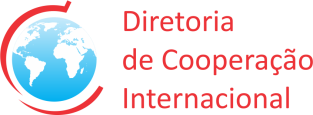 Diretoria
de Cooperação
Internacional